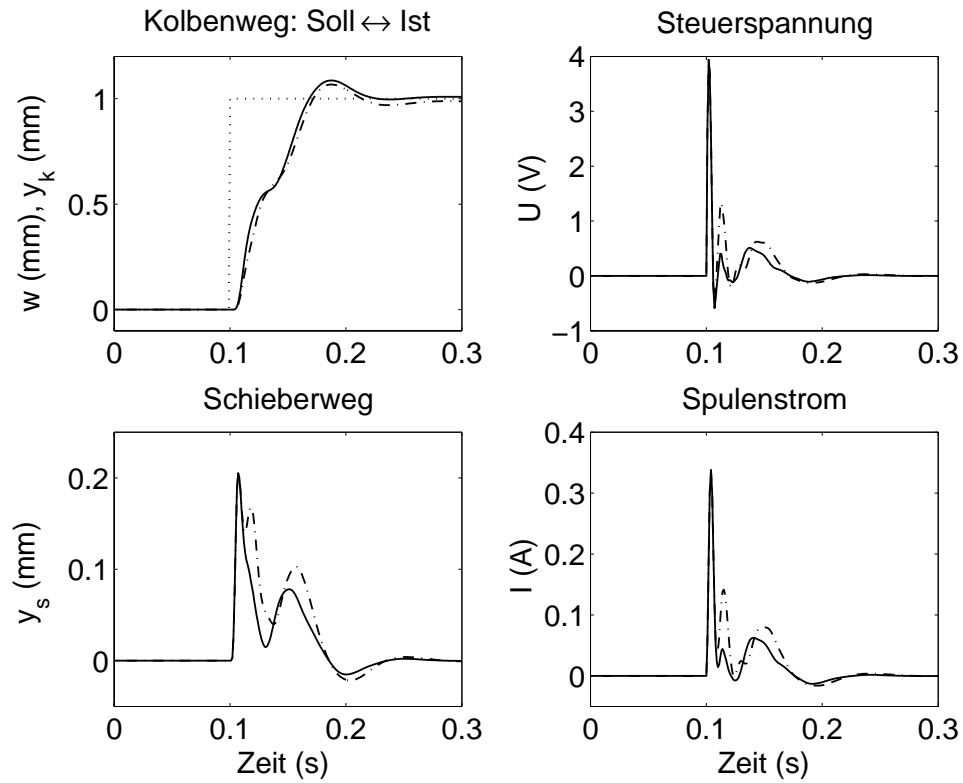 Kolbenweg: Soll ↔ Ist
w (mm), y_k (mm)
1
0.5
0
0 0.1 0.2 0.3
Steuerspannung
U (V)
4
3
2
1
0
−1
0 0.1 0.2 0.3
Schieberweg
y_s (mm)
0.2
0.1
0
0 0.1 0.2 0.3
Zeit (s)
Spulenstrom
I (A)
0.4
0.3
0.2
0.1
0
0 0.1 0.2 0.3
Zeit (s)